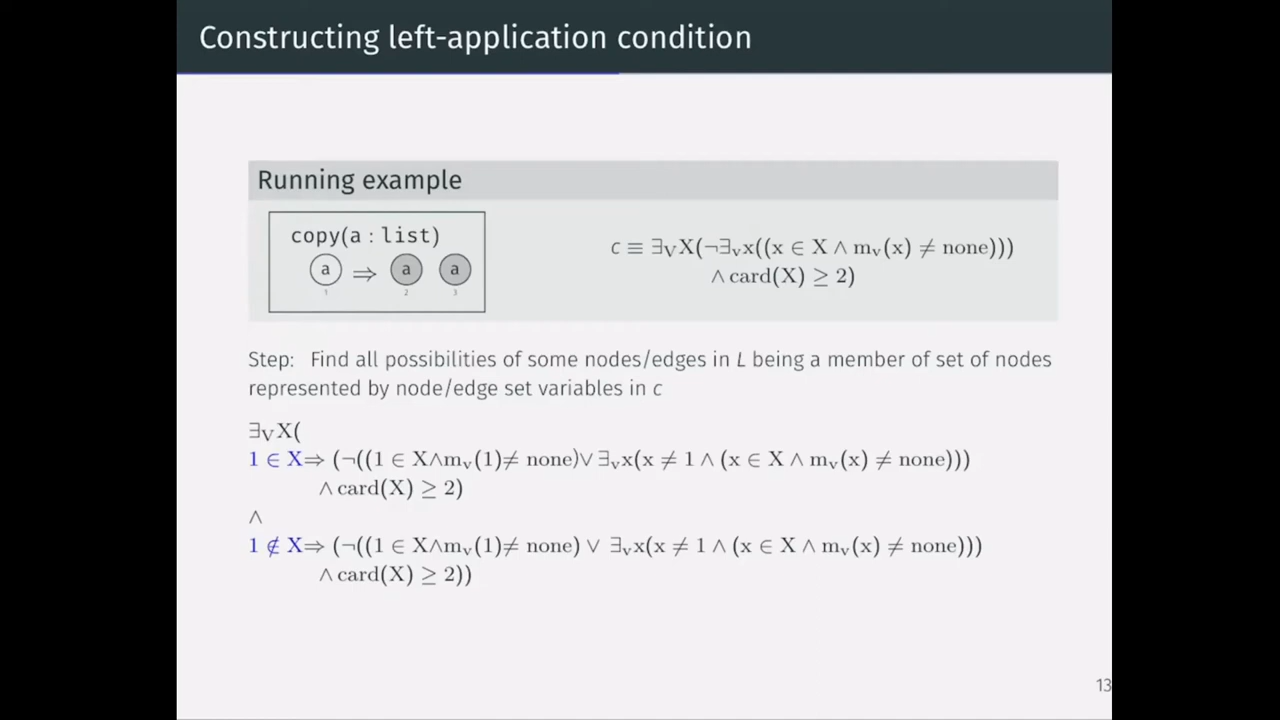 Constructing left-application condition
Running example
copy(a : list)
a ⇒ a a
1 2 3
c ≡ ∃ᵥX(¬∃ᵥx((x ∈ X ∧ mᵥ(x) ≠ none)))
∧ card(X) ≥ 2)
Step: Find all possibilities of some nodes/edges in L being a member of set of nodes
represented by node/edge set variables in c
∃ᵥX(
1 ∈ X⇒ (¬((1 ∈ X∧mᵥ(1)≠ none)∨ ∃ᵥx(x ≠ 1 ∧ (x ∈ X ∧ mᵥ(x) ≠ none)))
∧ card(X) ≥ 2)
∧
1 ∉ X⇒ (¬((1 ∈ X∧mᵥ(1)≠ none) ∨ ∃ᵥx(x ≠ 1 ∧ (x ∈ X ∧ mᵥ(x) ≠ none)))
∧ card(X) ≥ 2))
13